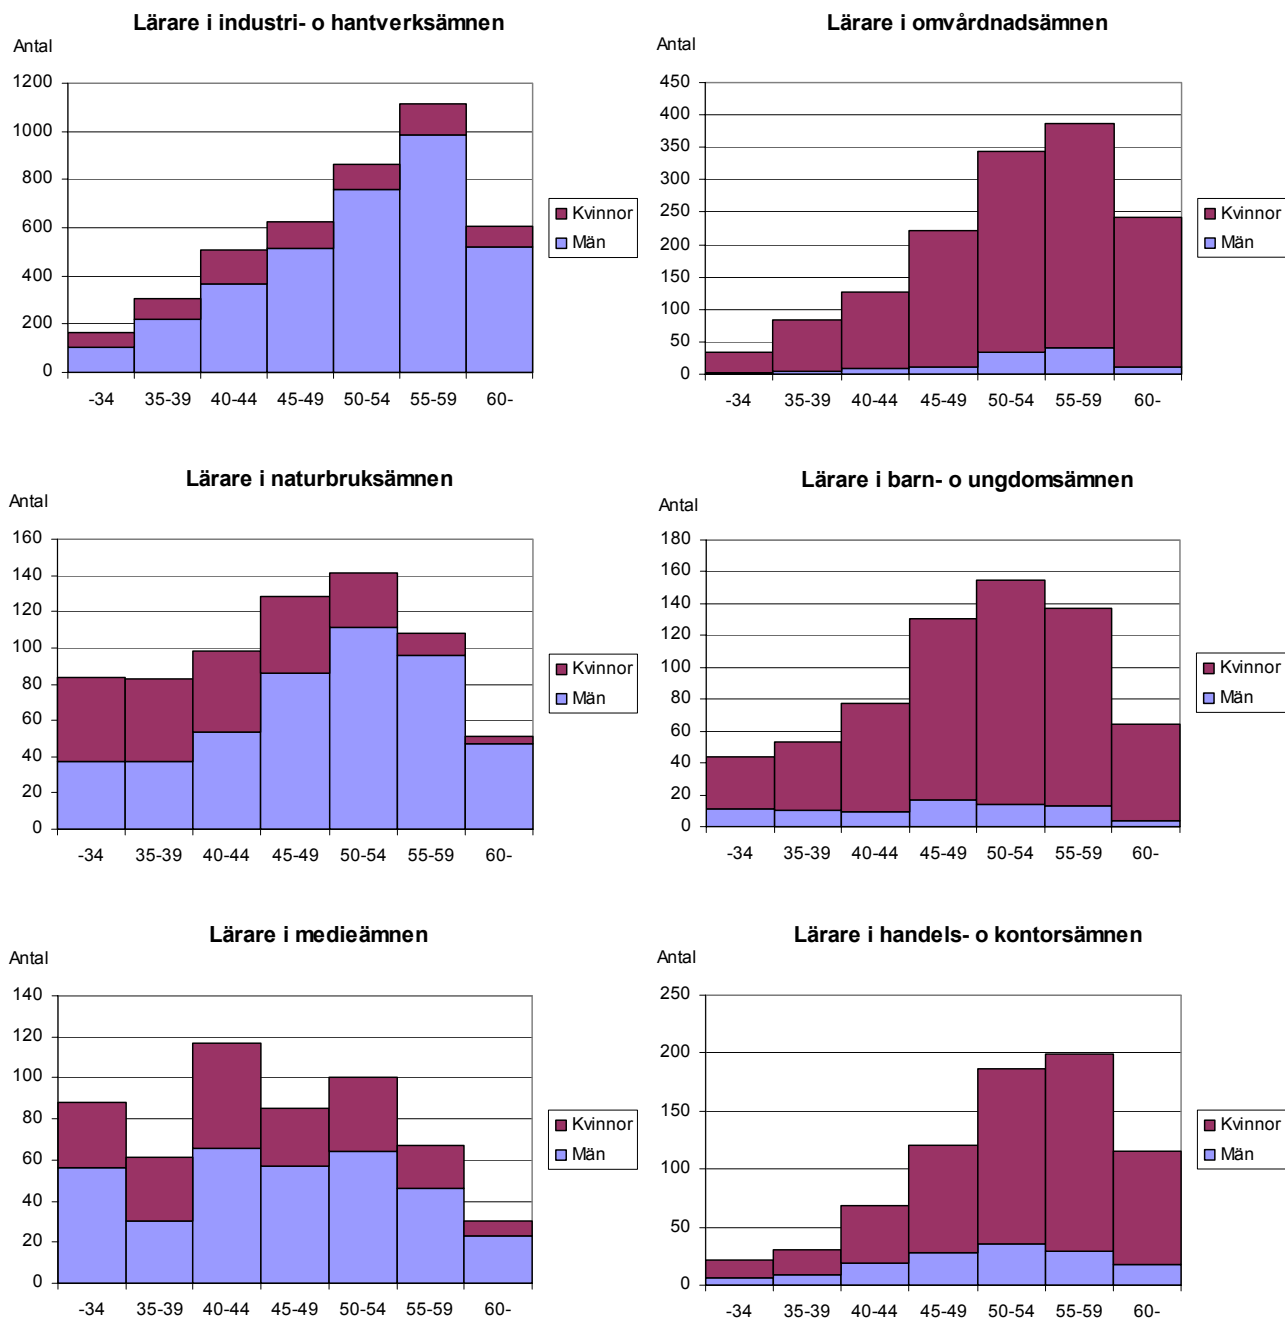 Lärare i industri- o hantverksämnen
Antal
1200
1000
800
600
400
200
0
-34 35-39 40-44 45-49 50-54 55-59 60-
Kvinnor
Män
Lärare i omvårdnadsämnen
Antal
450
400
350
300
250
200
150
100
50
0
-34 35-39 40-44 45-49 50-54 55-59 60-
Kvinnor
Män
Lärare i naturbruksämnen
Antal
160
140
120
100
80
60
40
20
0
-34 35-39 40-44 45-49 50-54 55-59 60-
Kvinnor
Män
Lärare i barn- o ungdomsämnen
Antal
180
160
140
120
100
80
60
40
20
0
-34 35-39 40-44 45-49 50-54 55-59 60-
Kvinnor
Män
Lärare i medieämnen
Antal
140
120
100
80
60
40
20
0
-34 35-39 40-44 45-49 50-54 55-59 60-
Kvinnor
Män
Lärare i handels- o kontorsämnen
Antal
250
200
150
100
50
0
-34 35-39 40-44 45-49 50-54 55-59 60-
Kvinnor
Män